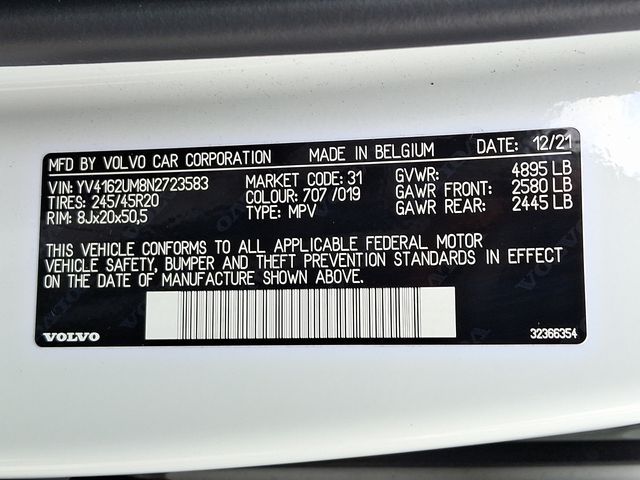 MFD BY VOLVO CAR CORPORATION MADE IN BELGIUM DATE: 12/21
VIN: YV4162UM8N2723583 MARKET CODE: 31 GVWR: 4895 LB
TIRES: 245/45R20 COLOUR: 707/019 GAWR FRONT: 2580 LB
RIM: 8Jx20x50,5 TYPE: MPV GAWR REAR: 2445 LB
THIS VEHICLE CONFORMS TO ALL APPLICABLE FEDERAL MOTOR
VEHICLE SAFETY, BUMPER AND THEFT PREVENTION STANDARDS IN EFFECT
ON THE DATE OF MANUFACTURE SHOWN ABOVE.
VOLVO 32366354